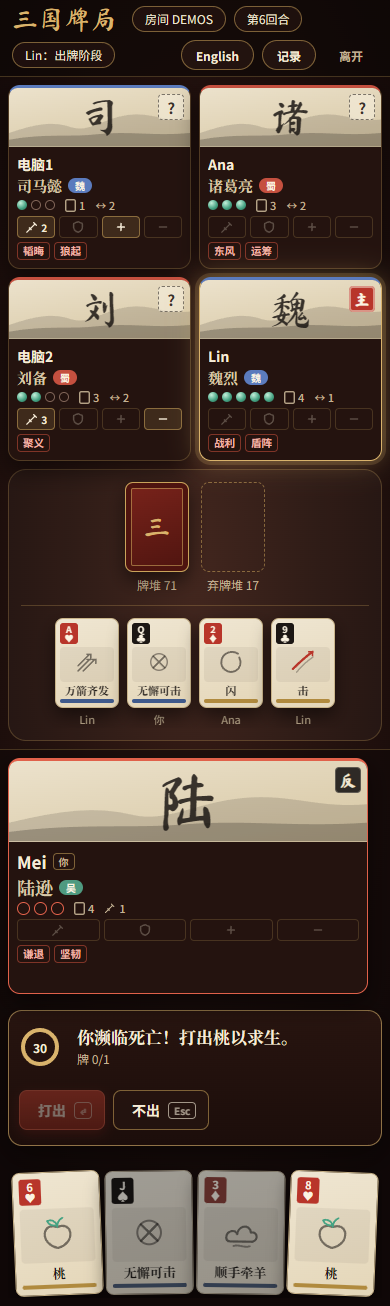 三国牌局 房间 DEMOS 第6回合
Lin：出牌阶段 English 记录 离开
司 ?
电脑1
司马懿 魏
1 ↔2
2 + −
韬晦 狼起
诸 ?
Ana
诸葛亮 蜀
3 ↔2
+ −
东风 运筹
刘 ?
电脑2
刘备 蜀
3 ↔2
3 + −
聚义
魏 主
Lin
魏烈 魏
4 ↔1
+ −
战利 盾阵
三
牌堆 71 弃牌堆 17
A♥ Q♣ 2♦ 9♣
万箭齐发 无懈可击 闪 击
Lin 你 Ana Lin
陆 反
Mei 你
陆逊 吴
4 1
+ −
谦退 坚韧
30 你濒临死亡！打出桃以求生。
牌 0/1
打出 不出 Esc
6♥ J♠ 3♦ 8♥
桃 无懈可击 顺手牵羊 桃